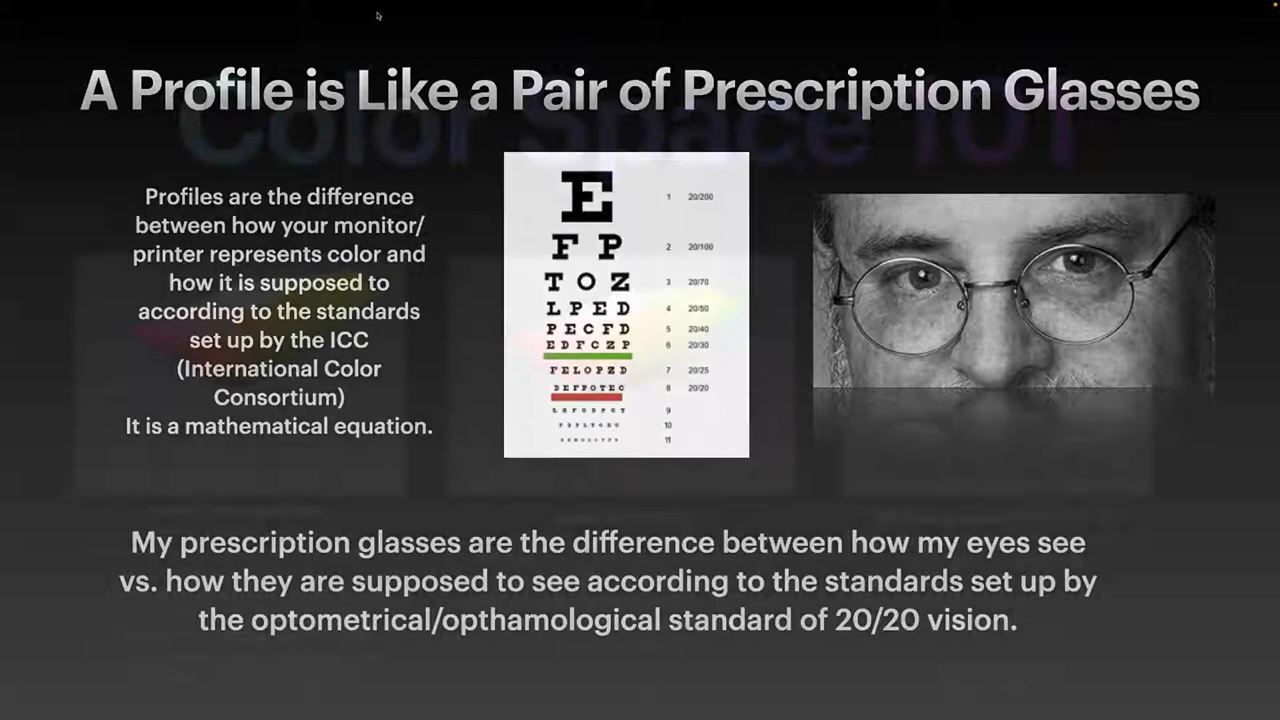 A Profile is Like a Pair of Prescription Glasses
Color Space 101
Profiles are the difference
between how your monitor/
printer represents color and
how it is supposed to
according to the standards
set up by the ICC
(International Color
Consortium)
It is a mathematical equation.
E 1 20/200
F P 2 20/100
T O Z 3 20/70
L P E D 4 20/50
P E C F D 5 20/40
E D F C Z P 6 20/30
F E L O P Z D 7 20/25
D E F P O T E C 8 20/20
9
10
11
My prescription glasses are the difference between how my eyes see
vs. how they are supposed to see according to the standards set up by
the optometrical/opthamological standard of 20/20 vision.